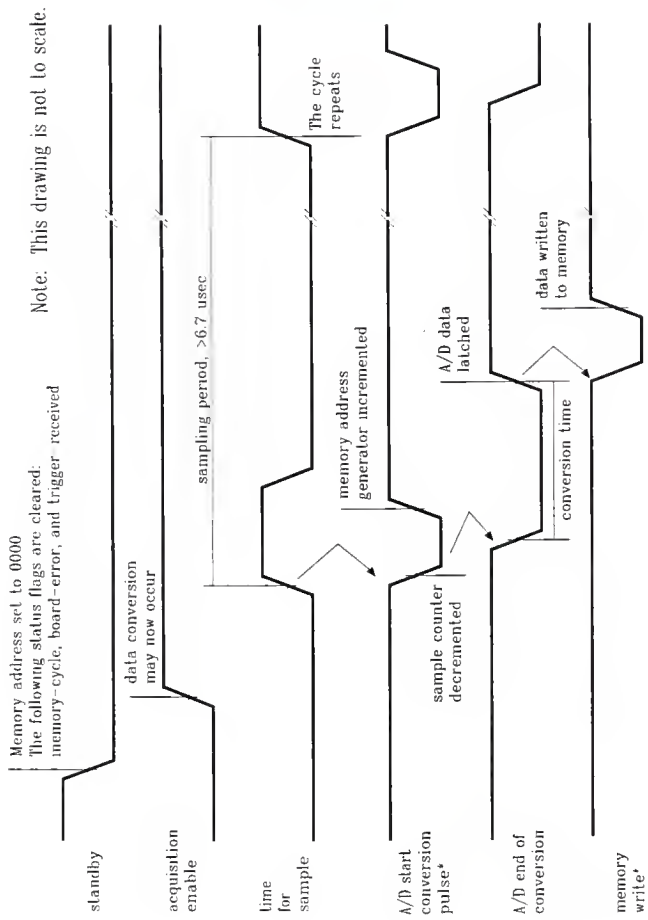 Note: This drawing is not to scale.
Memory address set to 0000
The following status flags are cleared:
memory-cycle, board-error, and trigger-received
standby
data conversion
may now occur
acquisition
enable
sampling period, >6.7 usec
time
for
sample
The cycle
repeats
memory address
generator incremented
A/D start
conversion
pulse*
sample counter
decremented
A/D data
latched
A/D end of
conversion
conversion time
data written
to memory
memory
write*